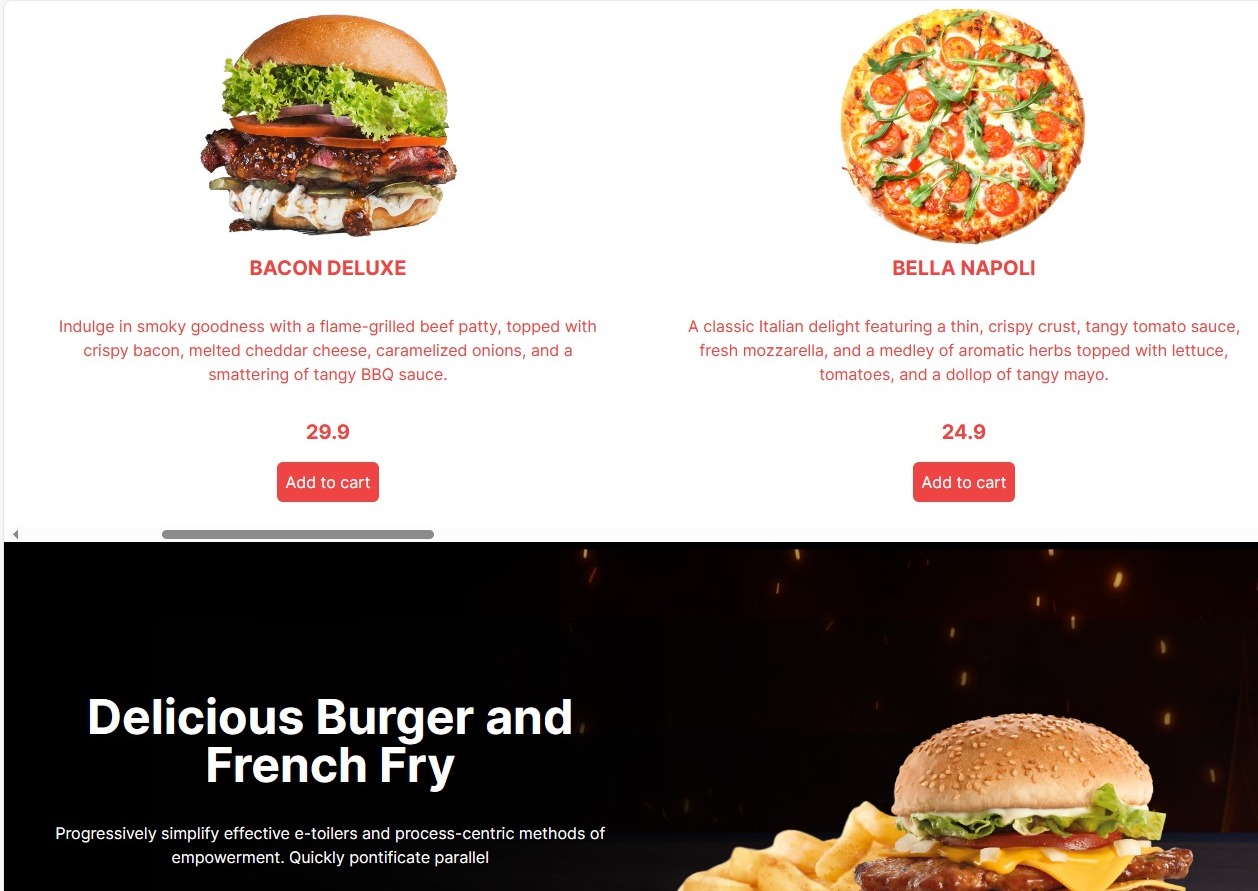 BACON DELUXE
Indulge in smoky goodness with a flame-grilled beef patty, topped with
crispy bacon, melted cheddar cheese, caramelized onions, and a
smattering of tangy BBQ sauce.
29.9
Add to cart
BELLA NAPOLI
A classic Italian delight featuring a thin, crispy crust, tangy tomato sauce,
fresh mozzarella, and a medley of aromatic herbs topped with lettuce,
tomatoes, and a dollop of tangy mayo.
24.9
Add to cart
Delicious Burger and
French Fry
Progressively simplify effective e-toilers and process-centric methods of
empowerment. Quickly pontificate parallel